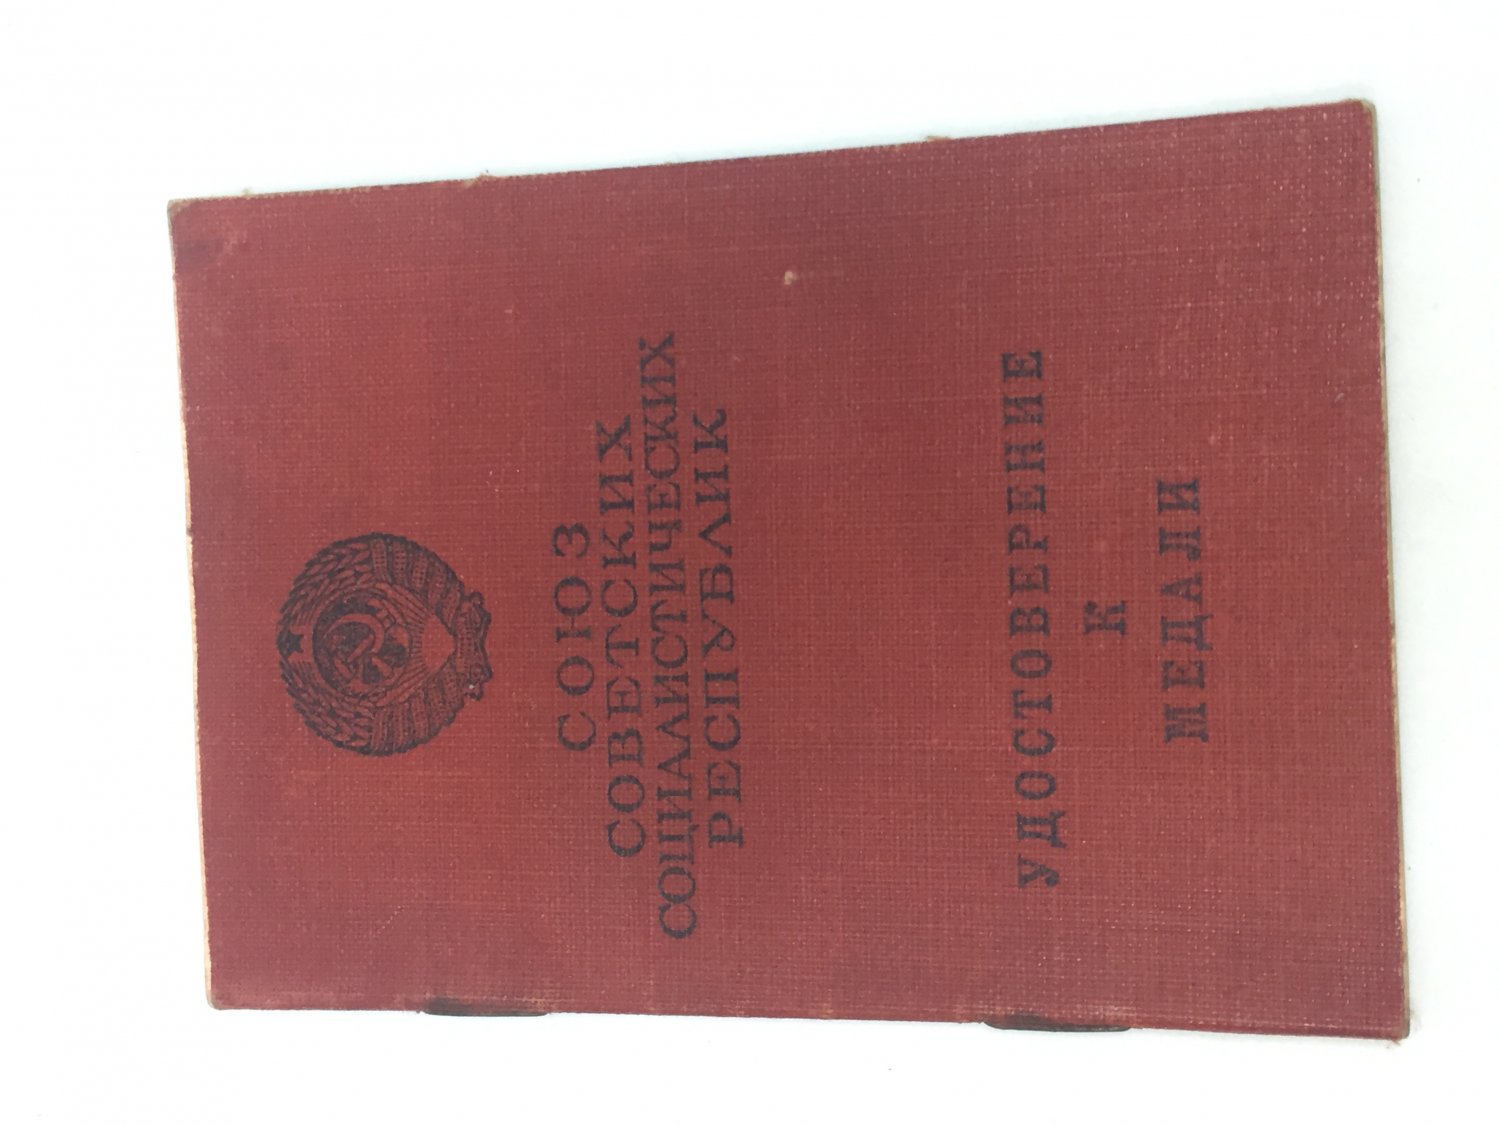 СОЮЗ
СОВЕТСКИХ
СОЦИАЛИСТИЧЕСКИХ
РЕСПУБЛИК
УДОСТОВЕРЕНИЕ
К
МЕДАЛИ